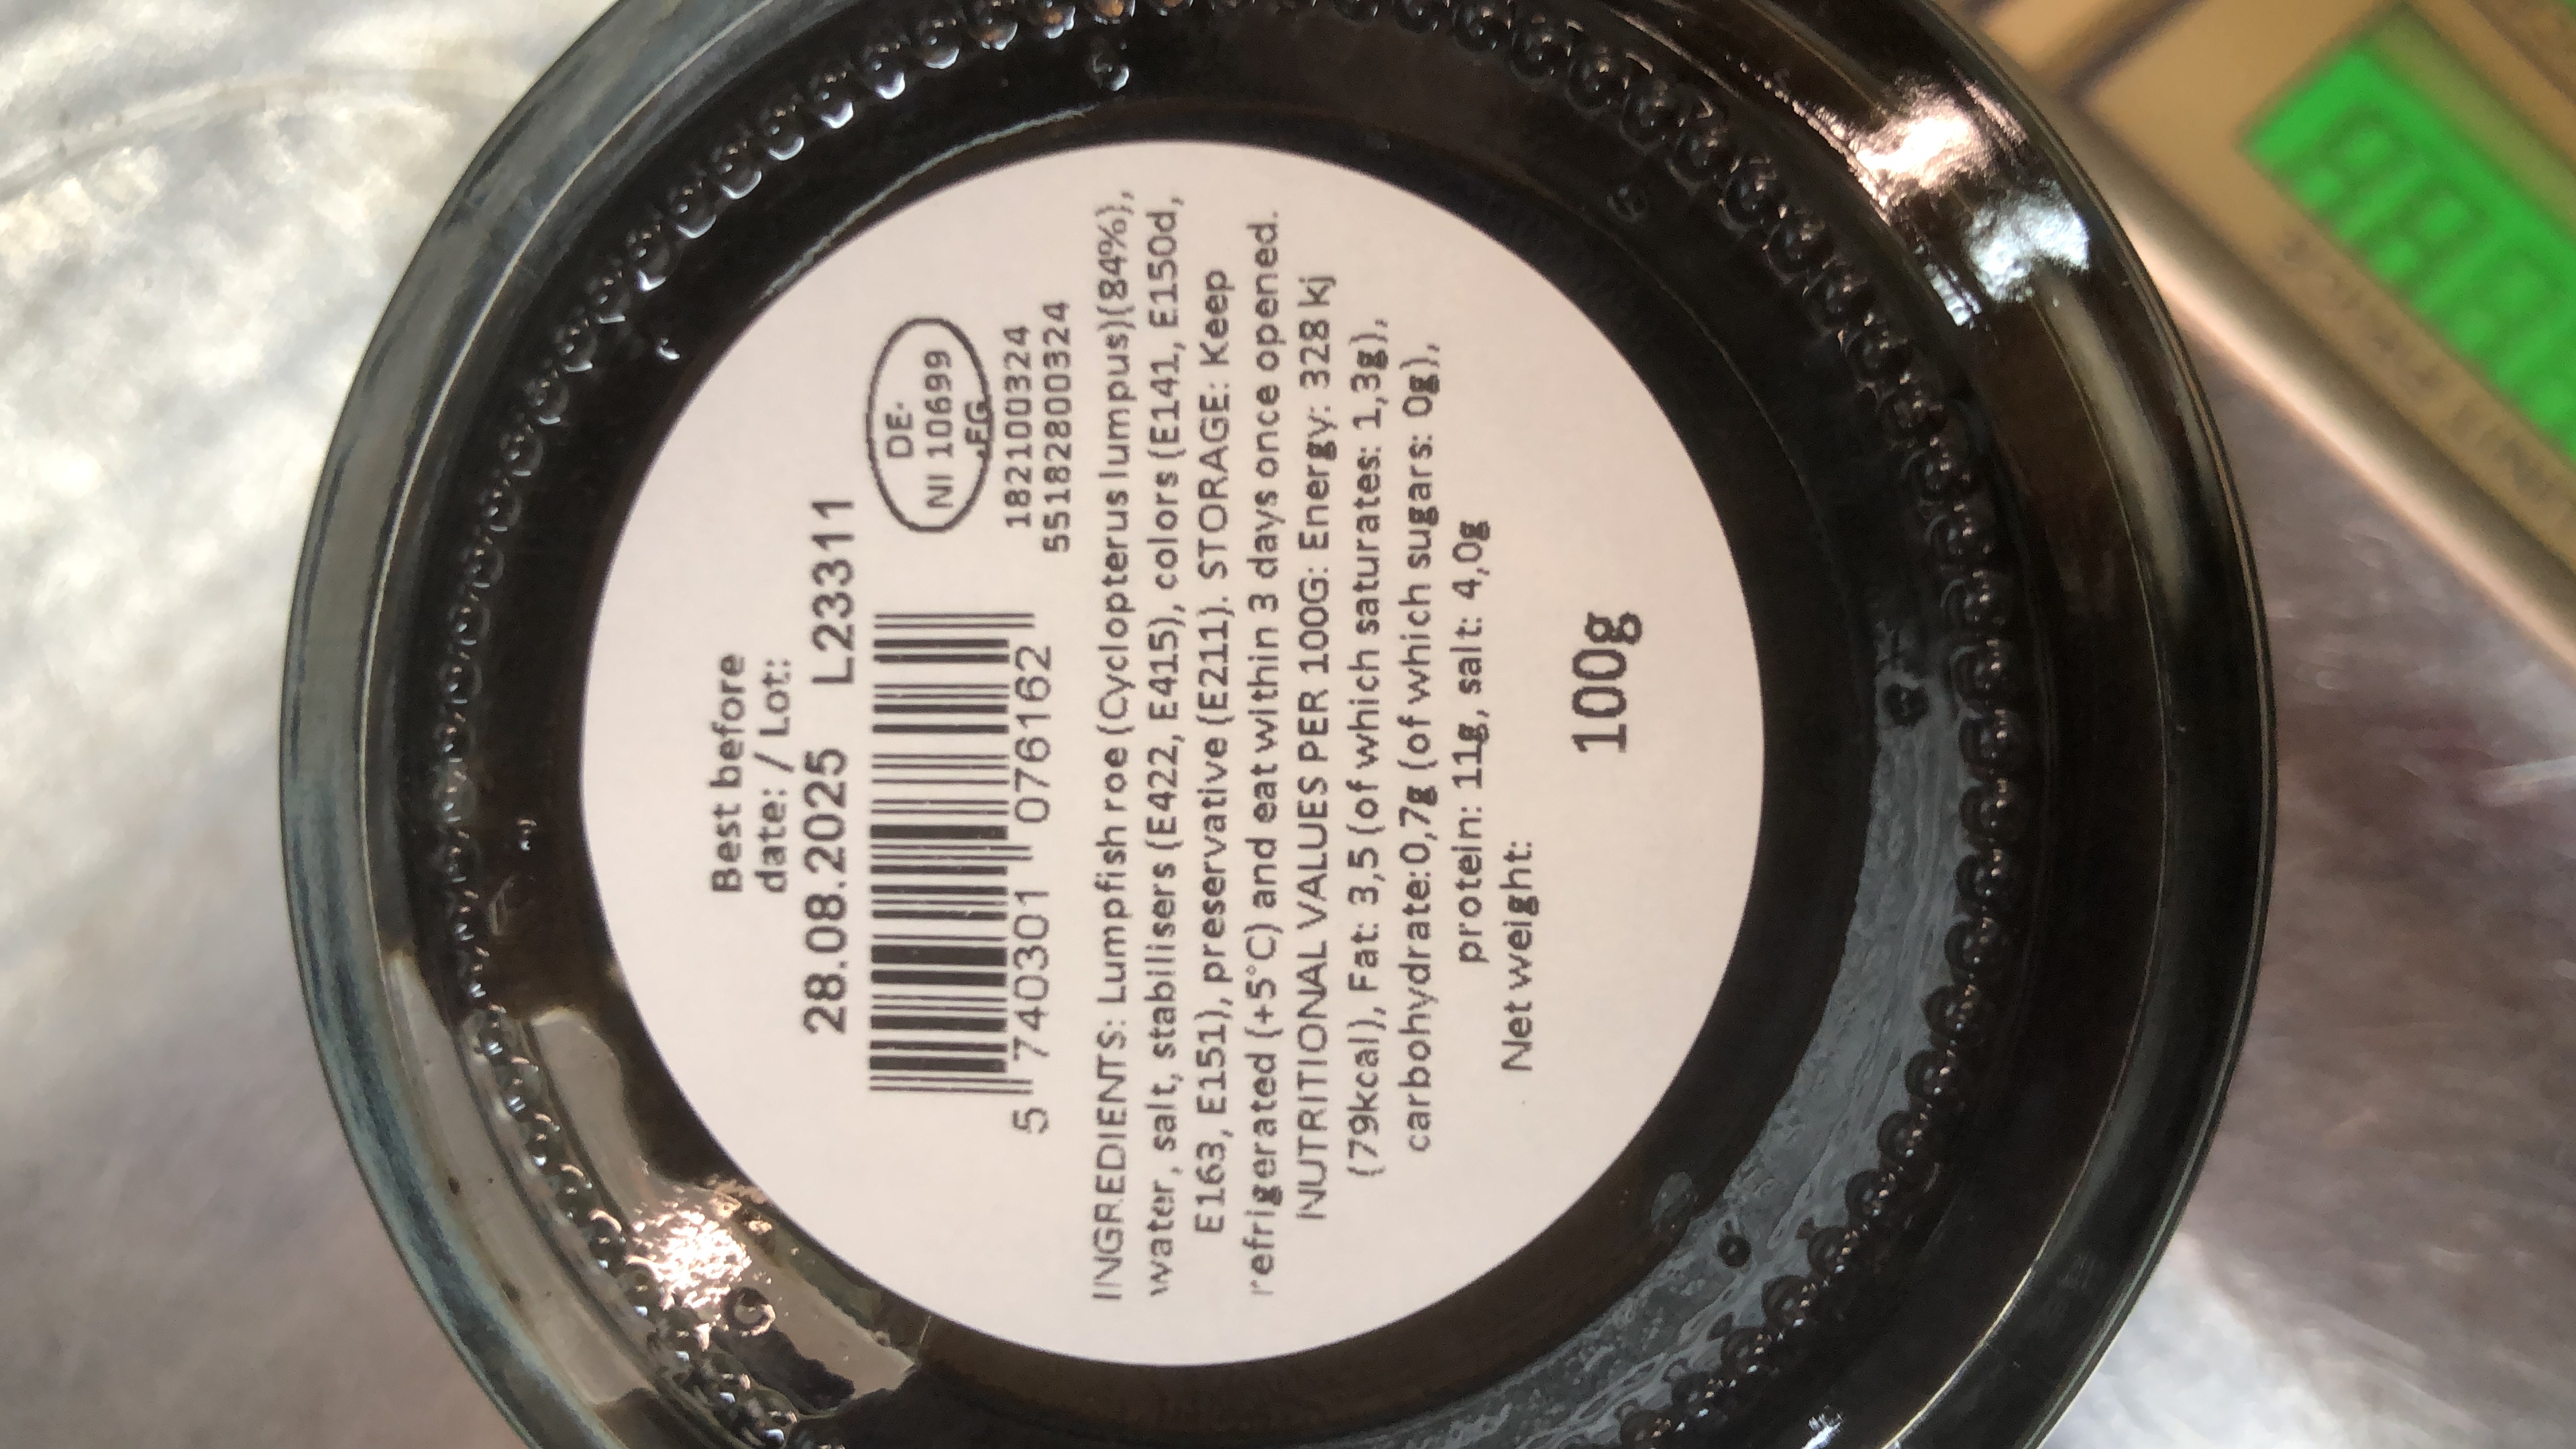 Best before
date: / Lot:
28.08.2025 L23311
DE-
NI 10699
EG
5 740301 076162
182100324
55182800324
INGREDIENTS: Lumpfish roe (Cyclopterus lumpus)(84%),
water, salt, stabilisers (E422, E415), colors (E141, E150d,
E163, E151), preservative (E211). STORAGE: Keep
refrigerated (+5°C) and eat within 3 days once opened.
NUTRITIONAL VALUES PER 100G: Energy: 328 kj
(79kcal), Fat: 3,5 (of which saturates: 1,3g),
carbohydrate: 0,7g (of which sugars: 0g),
protein: 11g, salt: 4,0g
Net weight:
100g